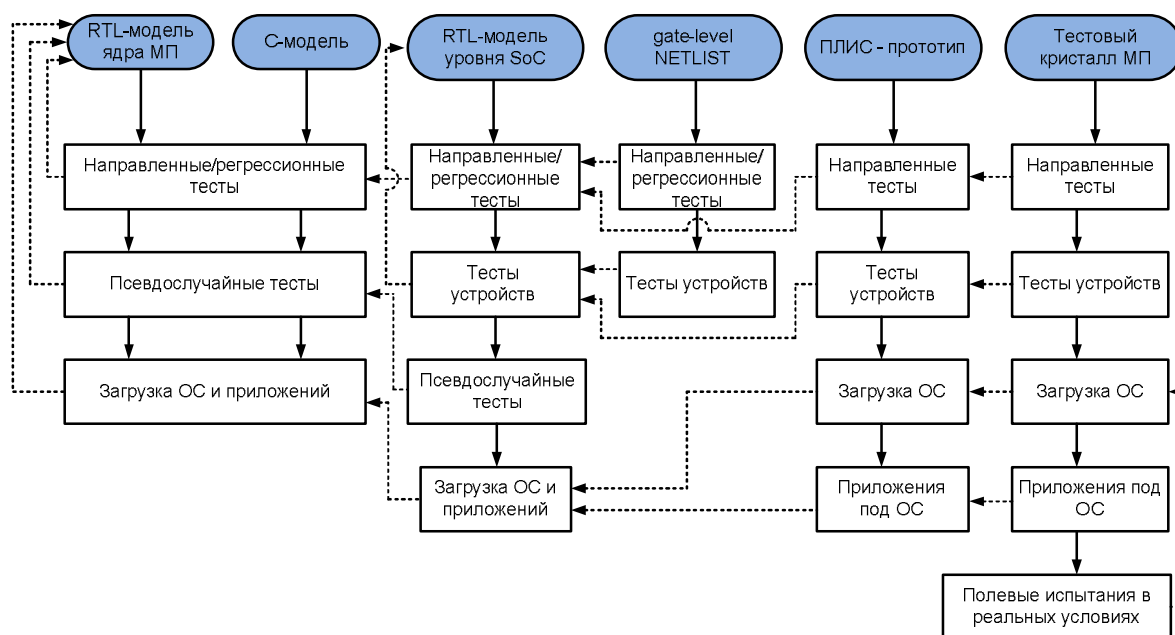 RTL-модель
ядра МП
С-модель
RTL-модель
уровня SoC
gate-level
NETLIST
ПЛИС - прототип
Тестовый
кристалл МП
Направленные/регрессионные
тесты
Направленные/
регрессионные
тесты
Направленные/
регрессионные
тесты
Направленные
тесты
Направленные
тесты
Псевдослучайные тесты
Тесты
устройств
Тесты устройств
Тесты
устройств
Тесты устройств
Загрузка ОС и приложений
Псевдослучайные
тесты
Загрузка ОС
Загрузка ОС
Загрузка ОС и
приложений
Приложения
под ОС
Приложения под
ОС
Полевые испытания в
реальных условиях